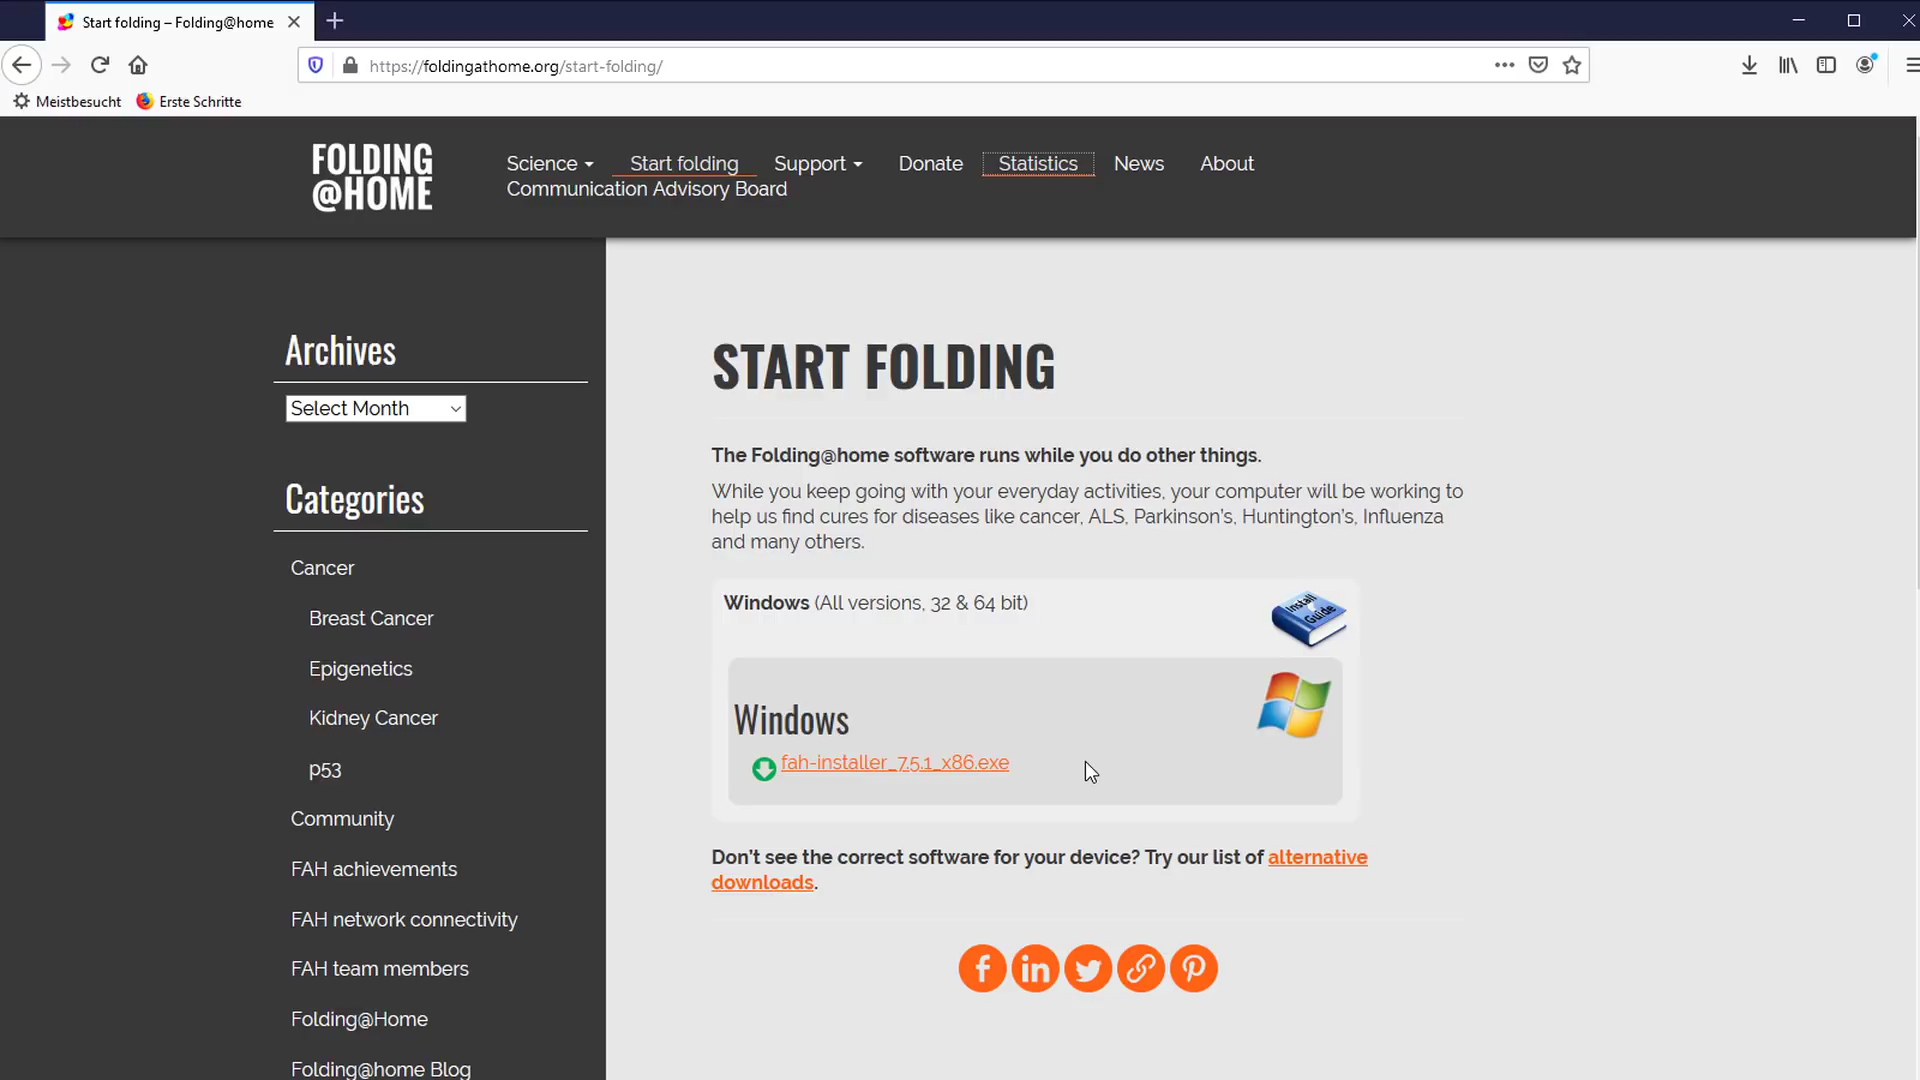 Start folding – Folding@home
https://foldingathome.org/start-folding/
Meistbesucht Erste Schritte
FOLDING
@HOME
Science Start folding Support Donate Statistics News About
Communication Advisory Board
Archives
Select Month
Categories
Cancer
Breast Cancer
Epigenetics
Kidney Cancer
p53
Community
FAH achievements
FAH network connectivity
FAH team members
Folding@Home
Folding@home Blog
START FOLDING
The Folding@home software runs while you do other things.
While you keep going with your everyday activities, your computer will be working to
help us find cures for diseases like cancer, ALS, Parkinson's, Huntington's, Influenza
and many others.
Windows (All versions, 32 & 64 bit)
Install
Guide
Windows
fah-installer_7.5.1_x86.exe
Don't see the correct software for your device? Try our list of alternative
downloads.